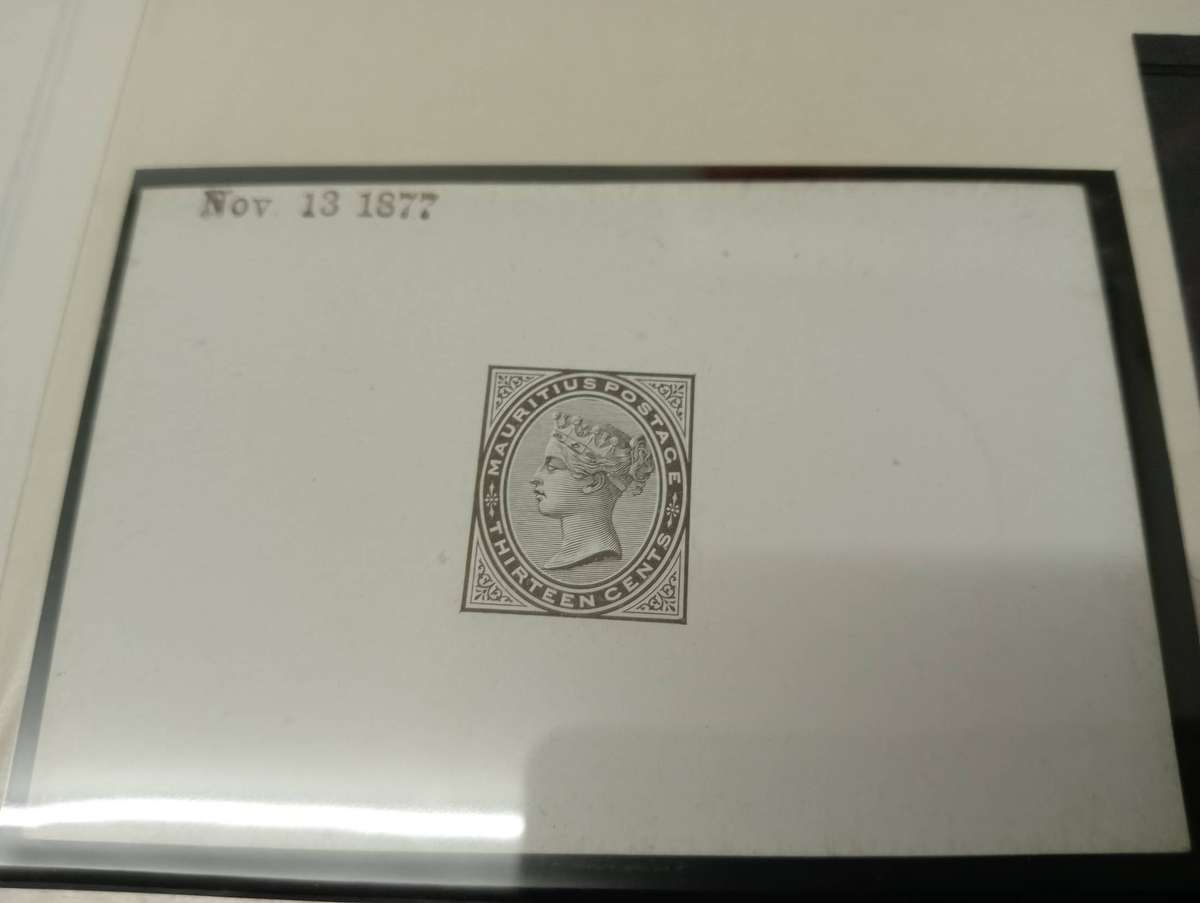 Nov 13 1877
MAURITIUS POSTAGE
THIRTEEN CENTS